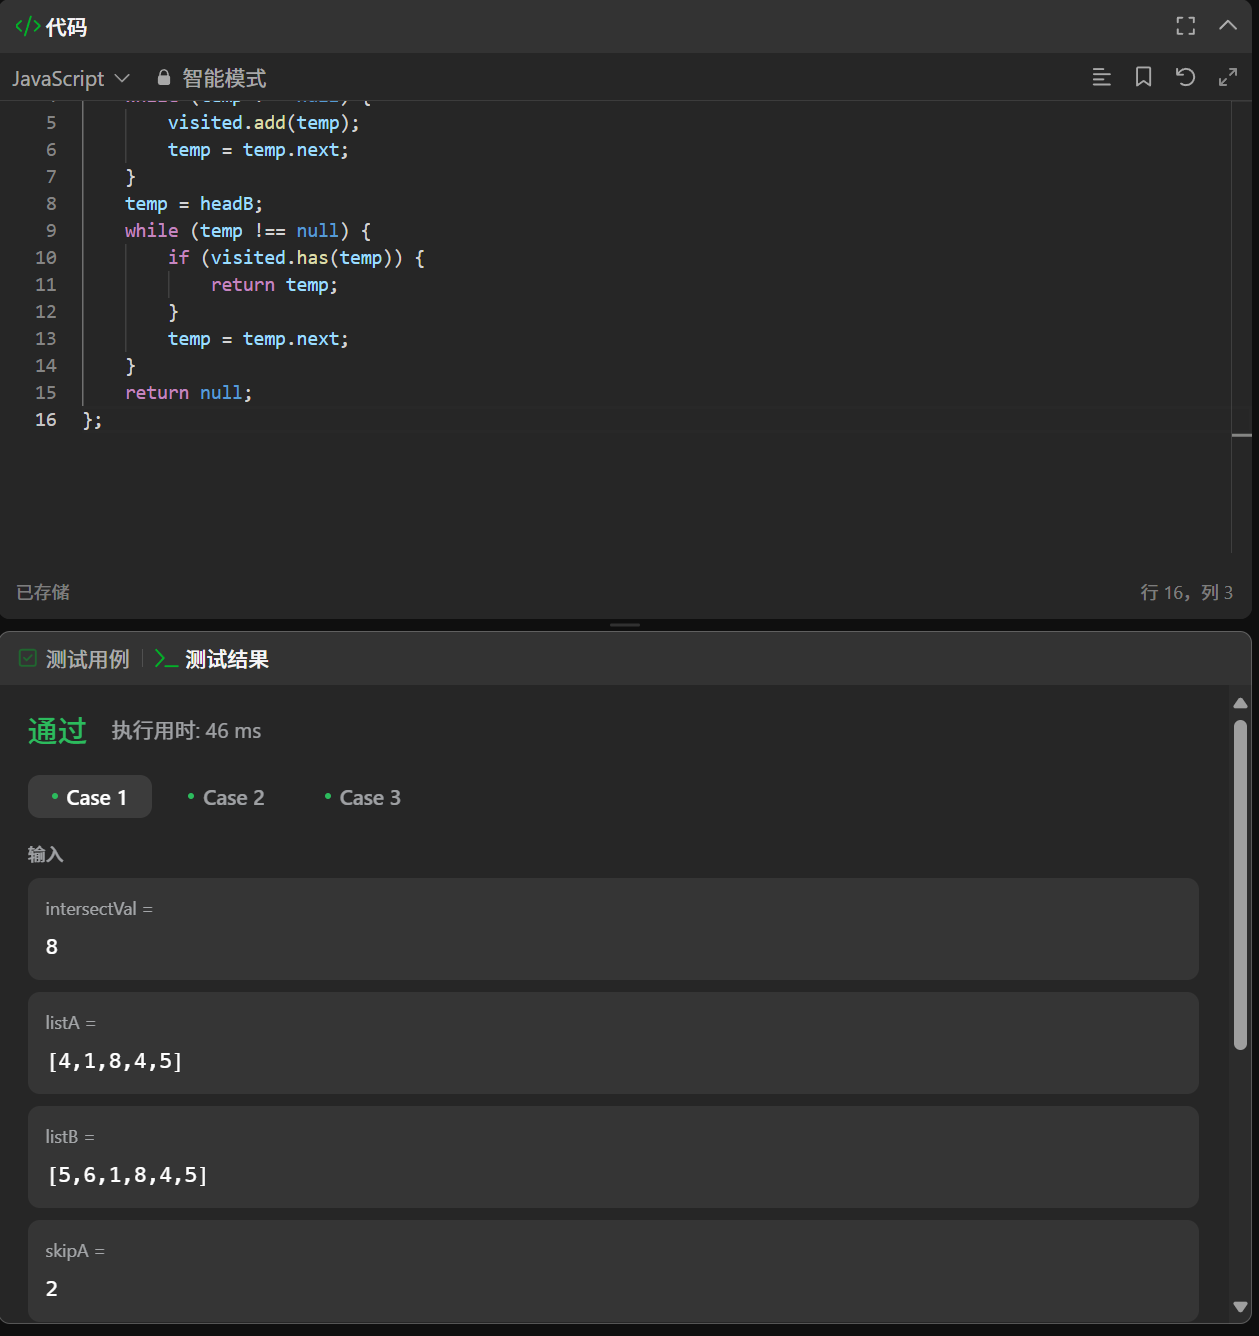 </> 代码
JavaScript 智能模式
5 visited.add(temp);
6 temp = temp.next;
7 }
8 temp = headB;
9 while (temp !== null) {
10 if (visited.has(temp)) {
11 return temp;
12 }
13 temp = temp.next;
14 }
15 return null;
16 };
已存储 行 16，列 3
测试用例 >_ 测试结果
通过 执行用时: 46 ms
Case 1 Case 2 Case 3
输入
intersectVal =
8
listA =
[4,1,8,4,5]
listB =
[5,6,1,8,4,5]
skipA =
2